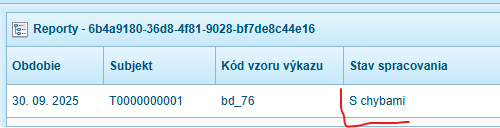 Reporty - 6b4a9180-36d8-4f81-9028-bf7de8c44e16
Obdobie Subjekt Kód vzoru výkazu Stav spracovania
30. 09. 2025 T0000000001 bd_76 S chybami